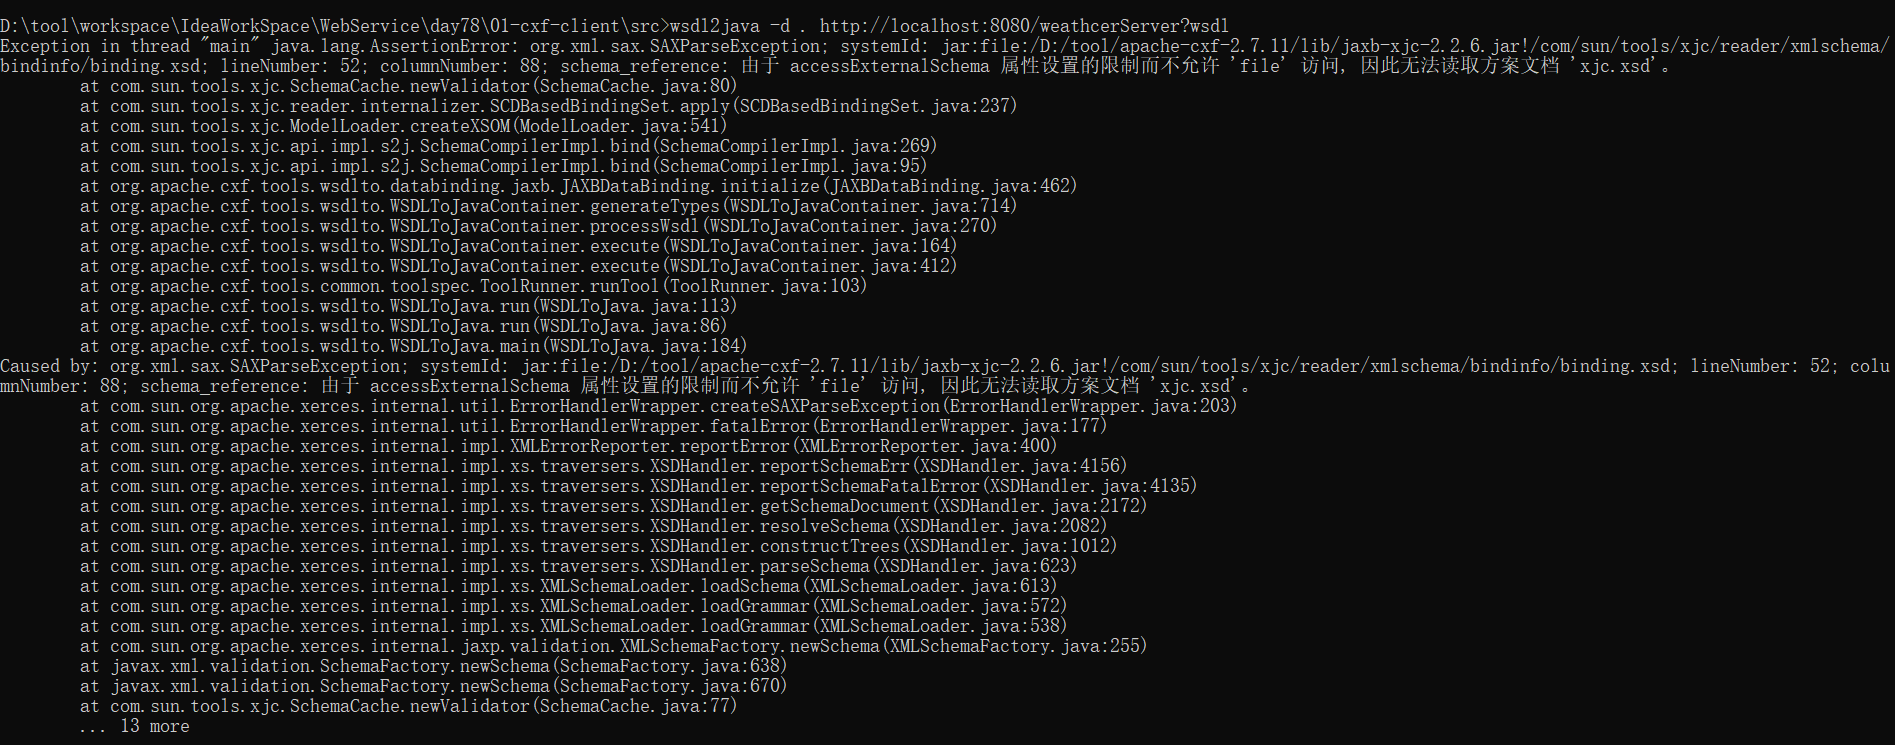 D:\tool\workspace\IdeaWorkSpace\WebService\day78\01-cxf-client\src>wsdl2java -d . http://localhost:8080/weathcerServer?wsdl
Exception in thread "main" java.lang.AssertionError: org.xml.sax.SAXParseException; systemId: jar:file:/D:/tool/apache-cxf-2.7.11/lib/jaxb-xjc-2.2.6.jar!/com/sun/tools/xjc/reader/xmlschema/
bindinfo/binding.xsd; lineNumber: 52; columnNumber: 88; schema_reference: 由于 accessExternalSchema 属性设置的限制而不允许 'file' 访问, 因此无法读取方案文档 'xjc.xsd'。
at com.sun.tools.xjc.SchemaCache.newValidator(SchemaCache.java:80)
at com.sun.tools.xjc.reader.internalizer.SCDBasedBindingSet.apply(SCDBasedBindingSet.java:237)
at com.sun.tools.xjc.ModelLoader.createXSOM(ModelLoader.java:541)
at com.sun.tools.xjc.api.impl.s2j.SchemaCompilerImpl.bind(SchemaCompilerImpl.java:269)
at com.sun.tools.xjc.api.impl.s2j.SchemaCompilerImpl.bind(SchemaCompilerImpl.java:95)
at org.apache.cxf.tools.wsdlto.databinding.jaxb.JAXBDataBinding.initialize(JAXBDataBinding.java:462)
at org.apache.cxf.tools.wsdlto.WSDLToJavaContainer.generateTypes(WSDLToJavaContainer.java:714)
at org.apache.cxf.tools.wsdlto.WSDLToJavaContainer.processWsdl(WSDLToJavaContainer.java:270)
at org.apache.cxf.tools.wsdlto.WSDLToJavaContainer.execute(WSDLToJavaContainer.java:164)
at org.apache.cxf.tools.wsdlto.WSDLToJavaContainer.execute(WSDLToJavaContainer.java:412)
at org.apache.cxf.tools.common.toolspec.ToolRunner.runTool(ToolRunner.java:103)
at org.apache.cxf.tools.wsdlto.WSDLToJava.run(WSDLToJava.java:113)
at org.apache.cxf.tools.wsdlto.WSDLToJava.run(WSDLToJava.java:86)
at org.apache.cxf.tools.wsdlto.WSDLToJava.main(WSDLToJava.java:184)
Caused by: org.xml.sax.SAXParseException; systemId: jar:file:/D:/tool/apache-cxf-2.7.11/lib/jaxb-xjc-2.2.6.jar!/com/sun/tools/xjc/reader/xmlschema/bindinfo/binding.xsd; lineNumber: 52; colu
mnNumber: 88; schema_reference: 由于 accessExternalSchema 属性设置的限制而不允许 'file' 访问, 因此无法读取方案文档 'xjc.xsd'。
at com.sun.org.apache.xerces.internal.util.ErrorHandlerWrapper.createSAXParseException(ErrorHandlerWrapper.java:203)
at com.sun.org.apache.xerces.internal.util.ErrorHandlerWrapper.fatalError(ErrorHandlerWrapper.java:177)
at com.sun.org.apache.xerces.internal.impl.XMLErrorReporter.reportError(XMLErrorReporter.java:400)
at com.sun.org.apache.xerces.internal.impl.xs.traversers.XSDHandler.reportSchemaErr(XSDHandler.java:4156)
at com.sun.org.apache.xerces.internal.impl.xs.traversers.XSDHandler.reportSchemaFatalError(XSDHandler.java:4135)
at com.sun.org.apache.xerces.internal.impl.xs.traversers.XSDHandler.getSchemaDocument(XSDHandler.java:2172)
at com.sun.org.apache.xerces.internal.impl.xs.traversers.XSDHandler.resolveSchema(XSDHandler.java:2082)
at com.sun.org.apache.xerces.internal.impl.xs.traversers.XSDHandler.constructTrees(XSDHandler.java:1012)
at com.sun.org.apache.xerces.internal.impl.xs.traversers.XSDHandler.parseSchema(XSDHandler.java:623)
at com.sun.org.apache.xerces.internal.impl.xs.XMLSchemaLoader.loadSchema(XMLSchemaLoader.java:613)
at com.sun.org.apache.xerces.internal.impl.xs.XMLSchemaLoader.loadGrammar(XMLSchemaLoader.java:572)
at com.sun.org.apache.xerces.internal.impl.xs.XMLSchemaLoader.loadGrammar(XMLSchemaLoader.java:538)
at com.sun.org.apache.xerces.internal.jaxp.validation.XMLSchemaFactory.newSchema(XMLSchemaFactory.java:255)
at javax.xml.validation.SchemaFactory.newSchema(SchemaFactory.java:638)
at javax.xml.validation.SchemaFactory.newSchema(SchemaFactory.java:670)
at com.sun.tools.xjc.SchemaCache.newValidator(SchemaCache.java:77)
... 13 more